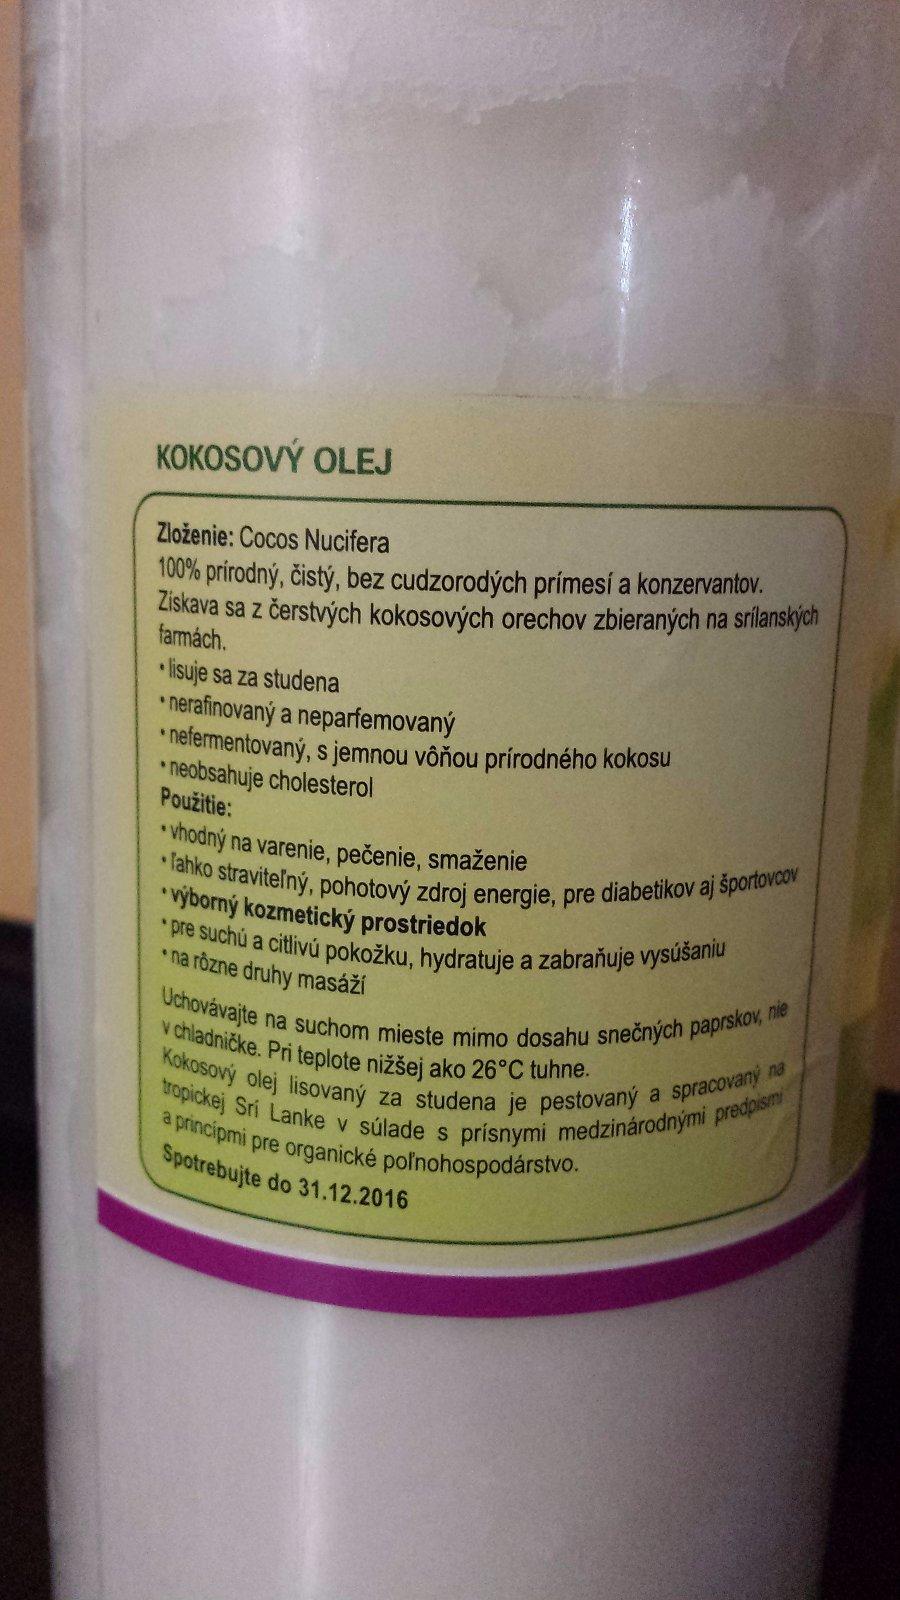 KOKOSOVÝ OLEJ
Zloženie: Cocos Nucifera
100% prírodný, čistý, bez cudzorodých prímesí a konzervantov.
Získava sa z čerstvých kokosových orechov zbieraných na srílanských
farmách.
• lisuje sa za studena
• nerafinovaný a neparfemovaný
• nefermentovaný, s jemnou vôňou prírodného kokosu
• neobsahuje cholesterol
Použitie:
• vhodný na varenie, pečenie, smaženie
• ľahko straviteľný, pohotový zdroj energie, pre diabetikov aj športovcov
• výborný kozmetický prostriedok
• pre suchú a citlivú pokožku, hydratuje a zabraňuje vysúšaniu
• na rôzne druhy masáží
Uchovávajte na suchom mieste mimo dosahu snečných paprskov, nie
v chladničke. Pri teplote nižšej ako 26°C tuhne.
Kokosový olej lisovaný za studena je pestovaný a spracovaný na
tropickej Srí Lanke v súlade s prísnymi medzinárodnými predpismi
a princípmi pre organické poľnohospodárstvo.
Spotrebujte do 31.12.2016